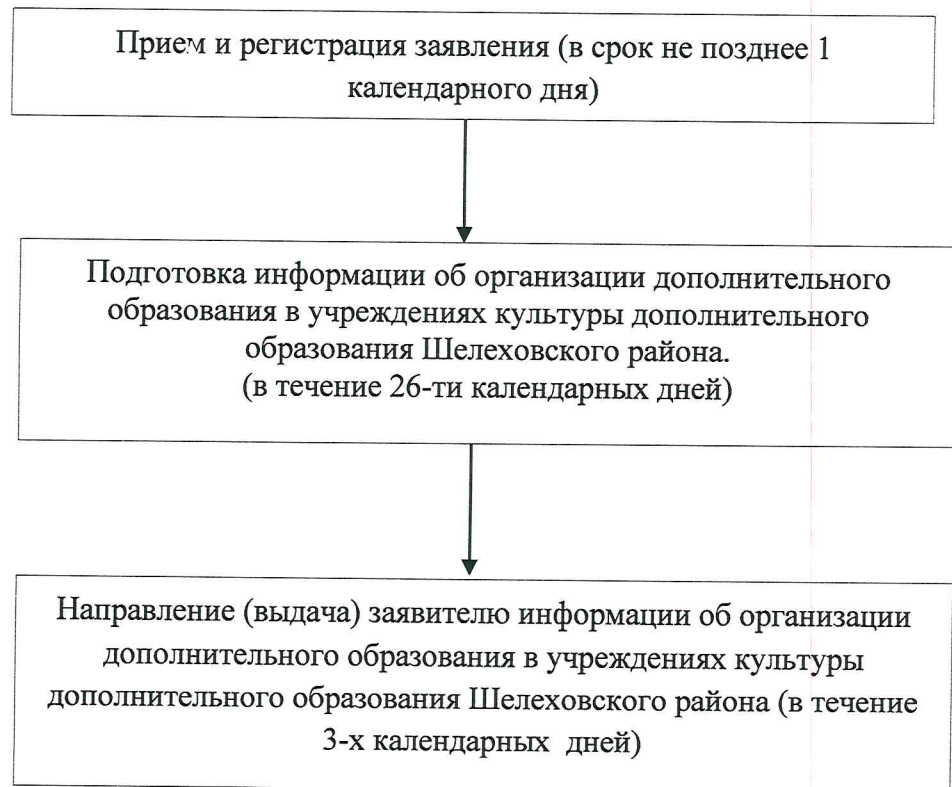 Прием и регистрация заявления (в срок не позднее 1
календарного дня)
Подготовка информации об организации дополнительного
образования в учреждениях культуры дополнительного
образования Шелеховского района.
(в течение 26-ти календарных дней)
Направление (выдача) заявителю информации об организации
дополнительного образования в учреждениях культуры
дополнительного образования Шелеховского района (в течение
3-х календарных дней)